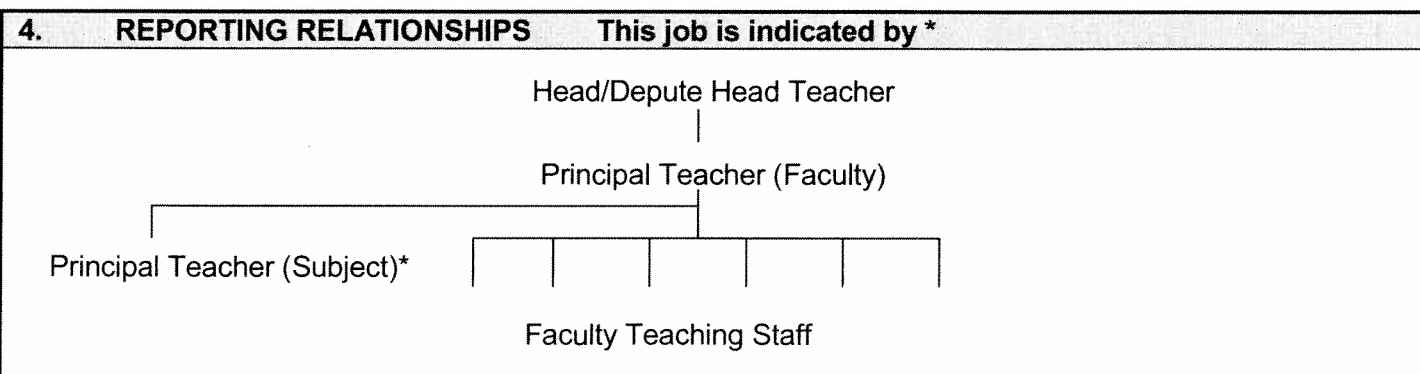 4. REPORTING RELATIONSHIPS This job is indicated by *
Head/Depute Head Teacher
Principal Teacher (Faculty)
Principal Teacher (Subject)*
Faculty Teaching Staff